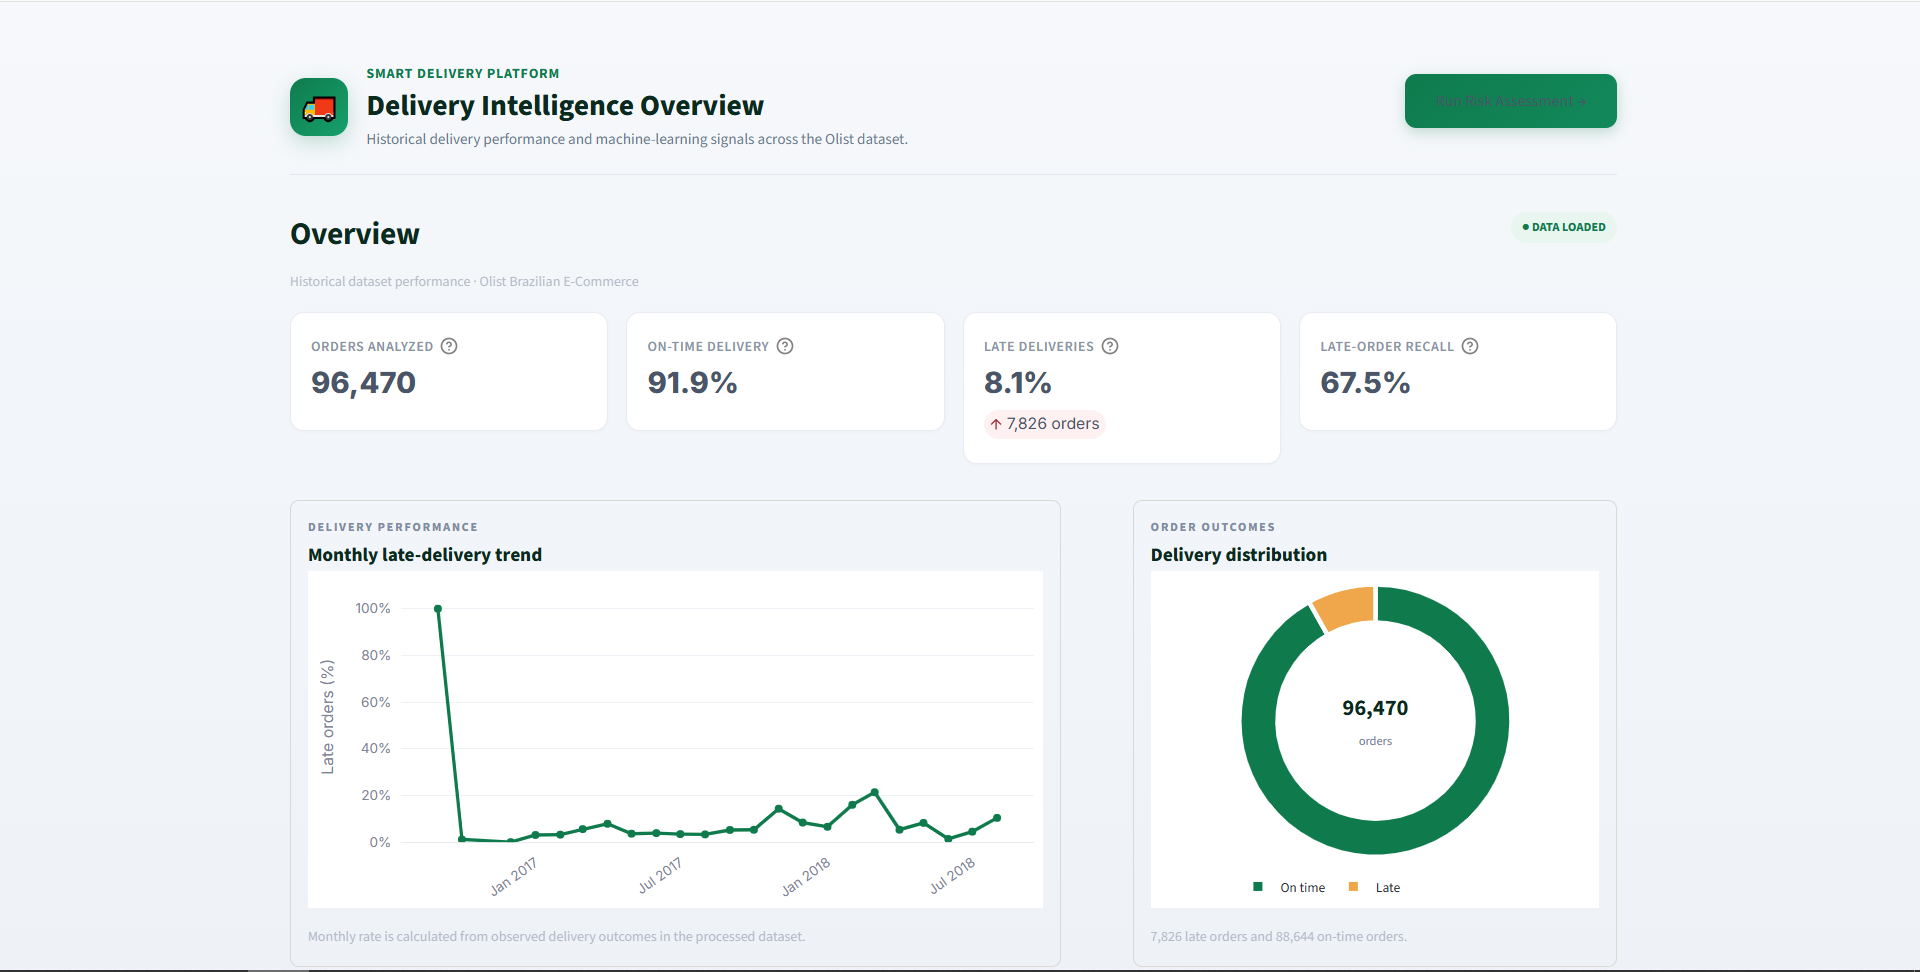 SMART DELIVERY PLATFORM
Delivery Intelligence Overview
Historical delivery performance and machine-learning signals across the Olist dataset.
Run Risk Assessment →
Overview
● DATA LOADED
Historical dataset performance · Olist Brazilian E-Commerce
ORDERS ANALYZED
96,470
ON-TIME DELIVERY
91.9%
LATE DELIVERIES
8.1%
↑ 7,826 orders
LATE-ORDER RECALL
67.5%
DELIVERY PERFORMANCE
Monthly late-delivery trend
Late orders (%)
100%
80%
60%
40%
20%
0%
Jan 2017
Jul 2017
Jan 2018
Jul 2018
Monthly rate is calculated from observed delivery outcomes in the processed dataset.
ORDER OUTCOMES
Delivery distribution
96,470
orders
On time
Late
7,826 late orders and 88,644 on-time orders.